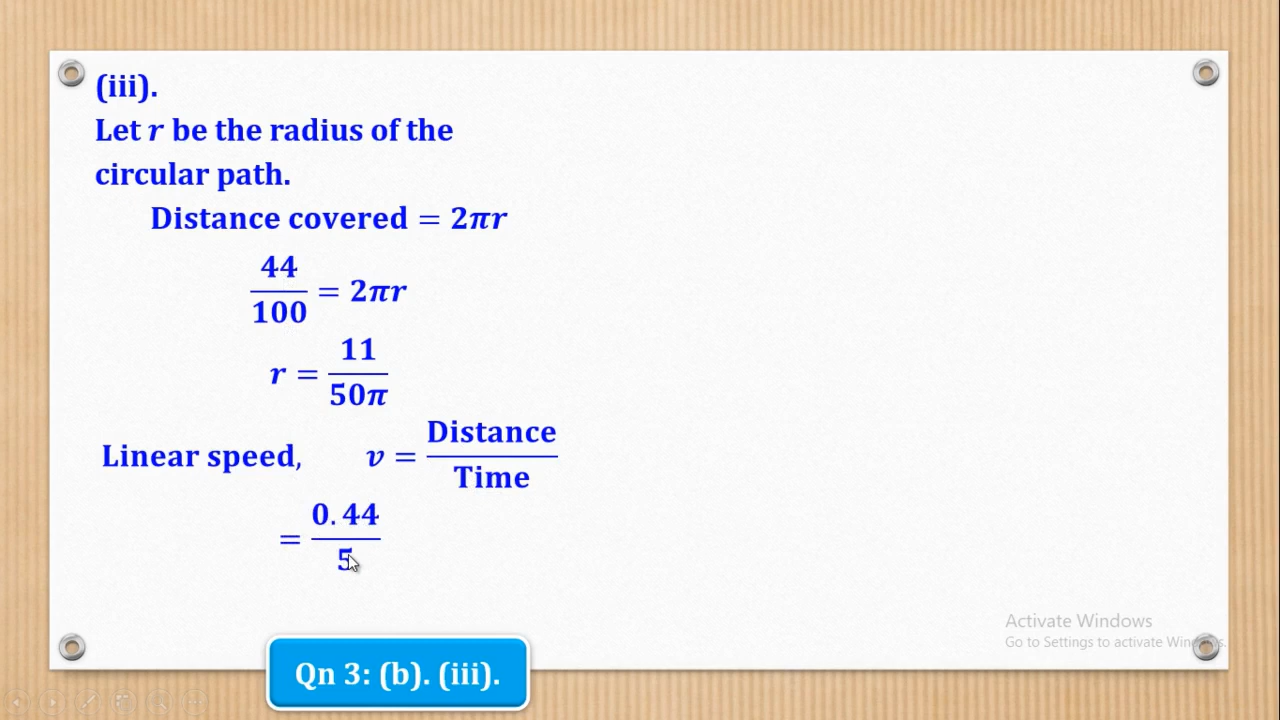 (iii).
Let r be the radius of the
circular path.
Distance covered = 2πr
44/100 = 2πr
r = 11/50π
Linear speed, v = Distance/Time
= 0.44/5
Activate Windows
Go to Settings to activate Windows.
Qn 3: (b). (iii).